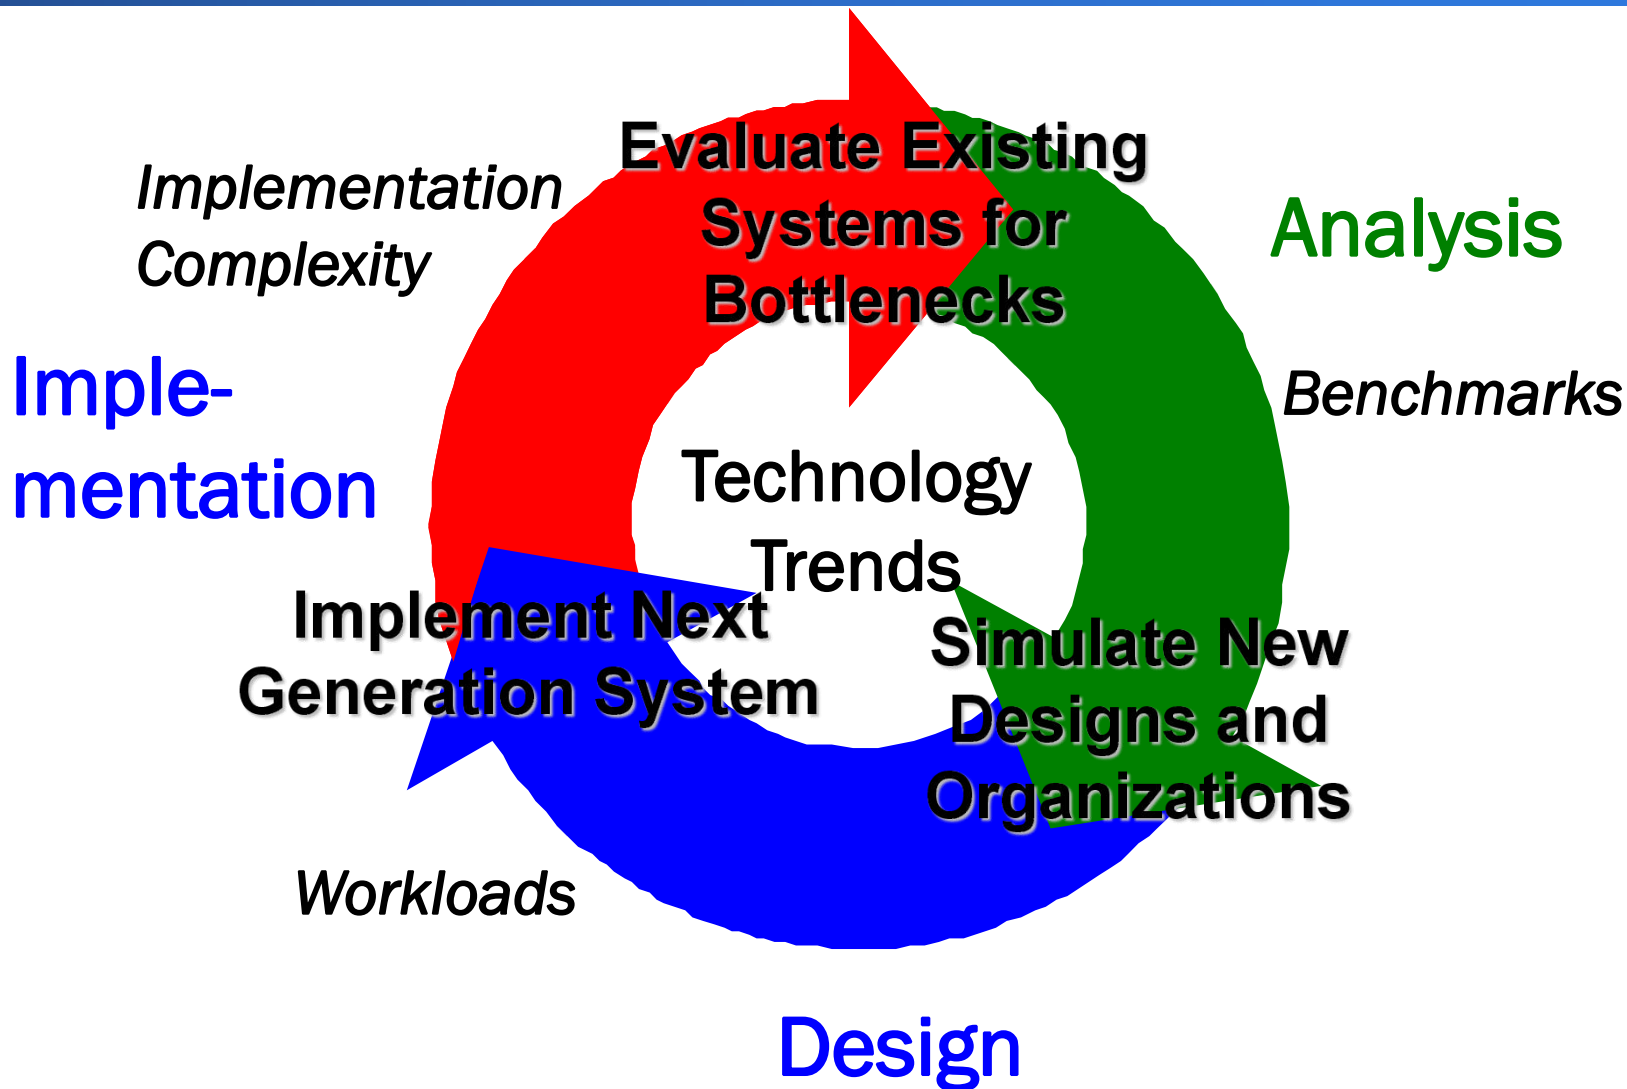 Evaluate Existing
Systems for
Bottlenecks
Implementation
Complexity
Analysis
Imple-
mentation
Benchmarks
Technology
Trends
Implement Next
Generation System
Simulate New
Designs and
Organizations
Workloads
Design